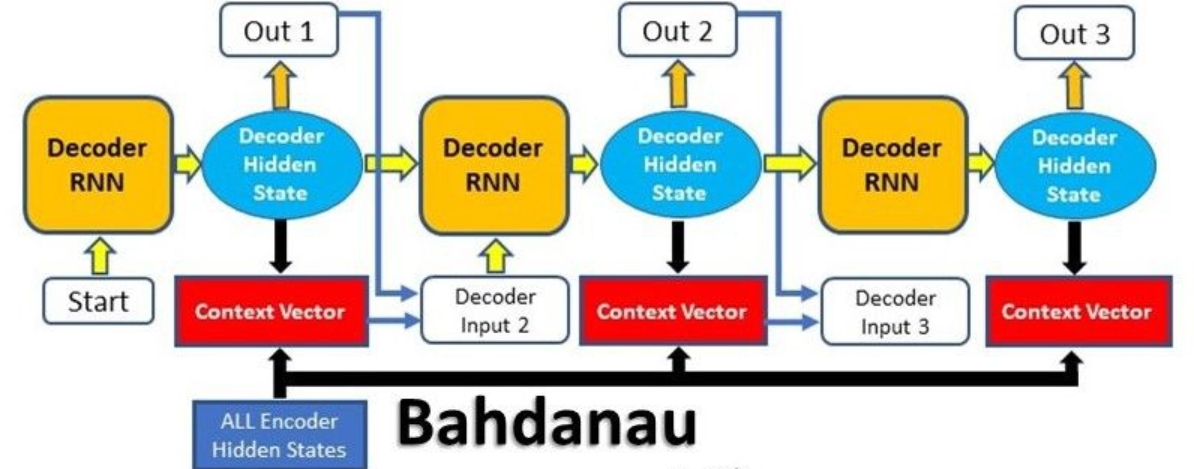 Out 1
Out 2
Out 3
Decoder
RNN
Decoder
Hidden
State
Decoder
RNN
Decoder
Hidden
State
Decoder
RNN
Decoder
Hidden
State
Start
Context Vector
Decoder
Input 2
Context Vector
Decoder
Input 3
Context Vector
ALL Encoder
Hidden States
Bahdanau